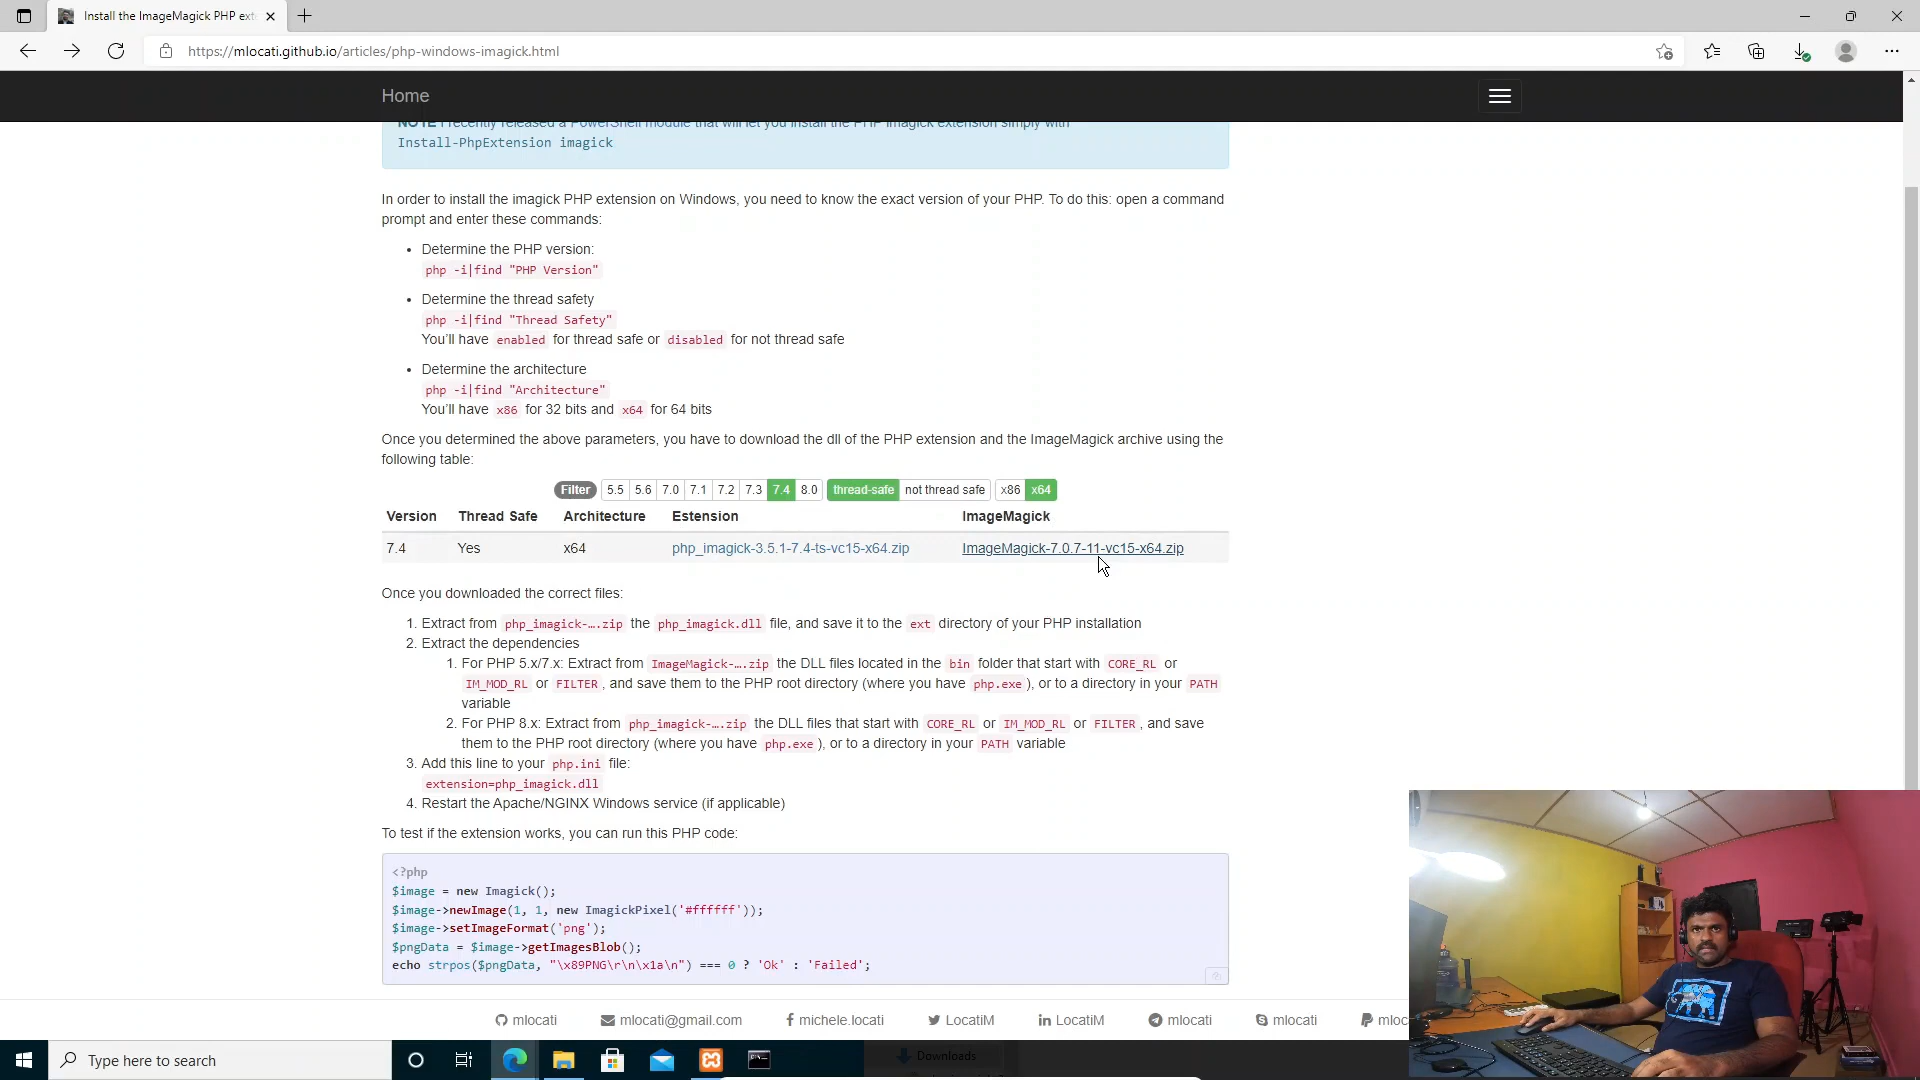 Install the ImageMagick PHP ext
https://mlocati.github.io/articles/php-windows-imagick.html
Home
NOTE I recently released a PowerShell module that will let you install the PHP imagick extension simply with
Install-PhpExtension imagick
In order to install the imagick PHP extension on Windows, you need to know the exact version of your PHP. To do this: open a command
prompt and enter these commands:
• Determine the PHP version:
php -i|find "PHP Version"
• Determine the thread safety
php -i|find "Thread Safety"
You'll have enabled for thread safe or disabled for not thread safe
• Determine the architecture
php -i|find "Architecture"
You'll have x86 for 32 bits and x64 for 64 bits
Once you determined the above parameters, you have to download the dll of the PHP extension and the ImageMagick archive using the
following table:
Filter 5.5 5.6 7.0 7.1 7.2 7.3 7.4 8.0 thread-safe not thread safe x86 x64
Version Thread Safe Architecture Estension ImageMagick
7.4 Yes x64 php_imagick-3.5.1-7.4-ts-vc15-x64.zip ImageMagick-7.0.7-11-vc15-x64.zip
Once you downloaded the correct files:
1. Extract from php_imagick-….zip the php_imagick.dll file, and save it to the ext directory of your PHP installation
2. Extract the dependencies
1. For PHP 5.x/7.x: Extract from ImageMagick-….zip the DLL files located in the bin folder that start with CORE_RL or
IM_MOD_RL or FILTER, and save them to the PHP root directory (where you have php.exe), or to a directory in your PATH
variable
2. For PHP 8.x: Extract from php_imagick-….zip the DLL files that start with CORE_RL or IM_MOD_RL or FILTER, and save
them to the PHP root directory (where you have php.exe), or to a directory in your PATH variable
3. Add this line to your php.ini file:
extension=php_imagick.dll
4. Restart the Apache/NGINX Windows service (if applicable)
To test if the extension works, you can run this PHP code:
<?php
$image = new Imagick();
$image->newImage(1, 1, new ImagickPixel('#ffffff'));
$image->setImageFormat('png');
$pngData = $image->getImagesBlob();
echo strpos($pngData, "\x89PNG\r\n\x1a\n") === 0 ? 'Ok' : 'Failed';
mlocati mlocati@gmail.com michele.locati LocatiM LocatiM mlocati mlocati mloc
Type here to search
Downloads